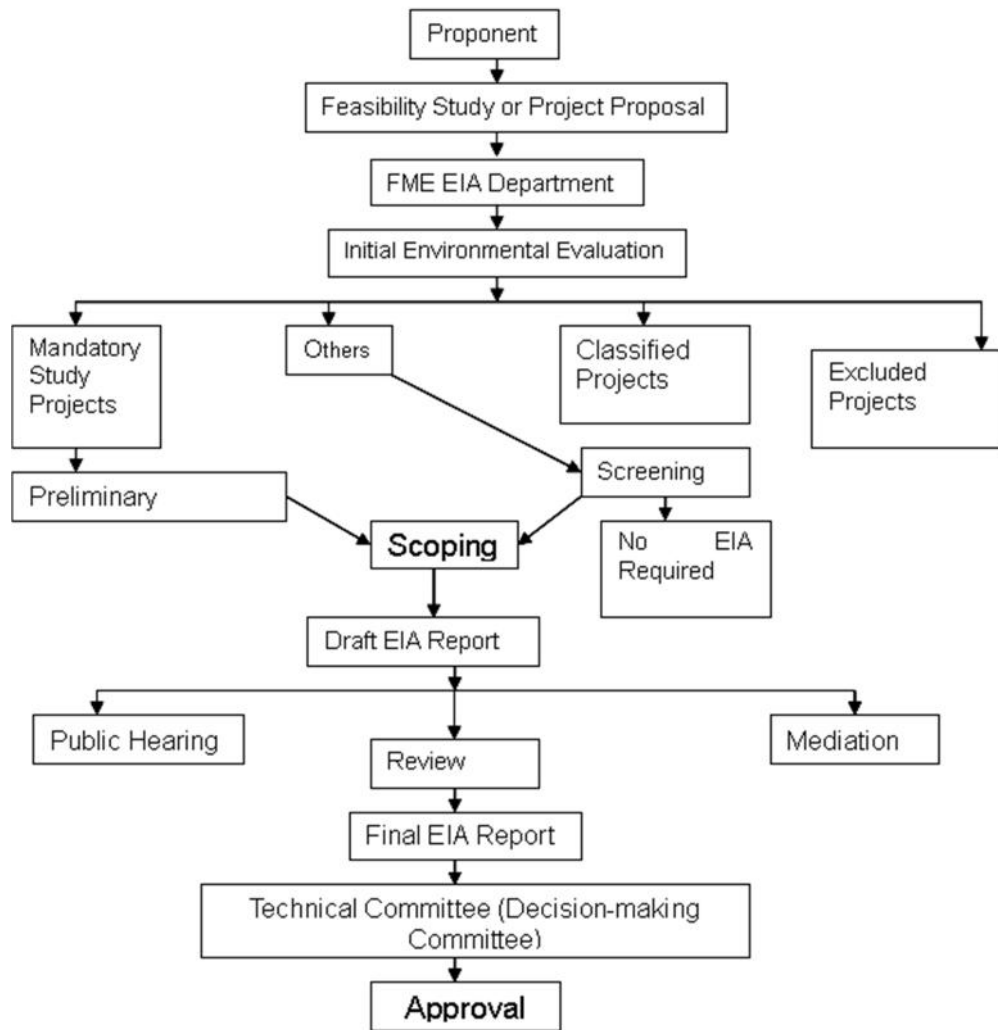 Proponent
Feasibility Study or Project Proposal
FME EIA Department
Initial Environmental Evaluation
Mandatory
Study
Projects
Others
Classified
Projects
Excluded
Projects
Preliminary
Screening
Scoping
No EIA
Required
Draft EIA Report
Public Hearing
Review
Mediation
Final EIA Report
Technical Committee (Decision-making
Committee)
Approval